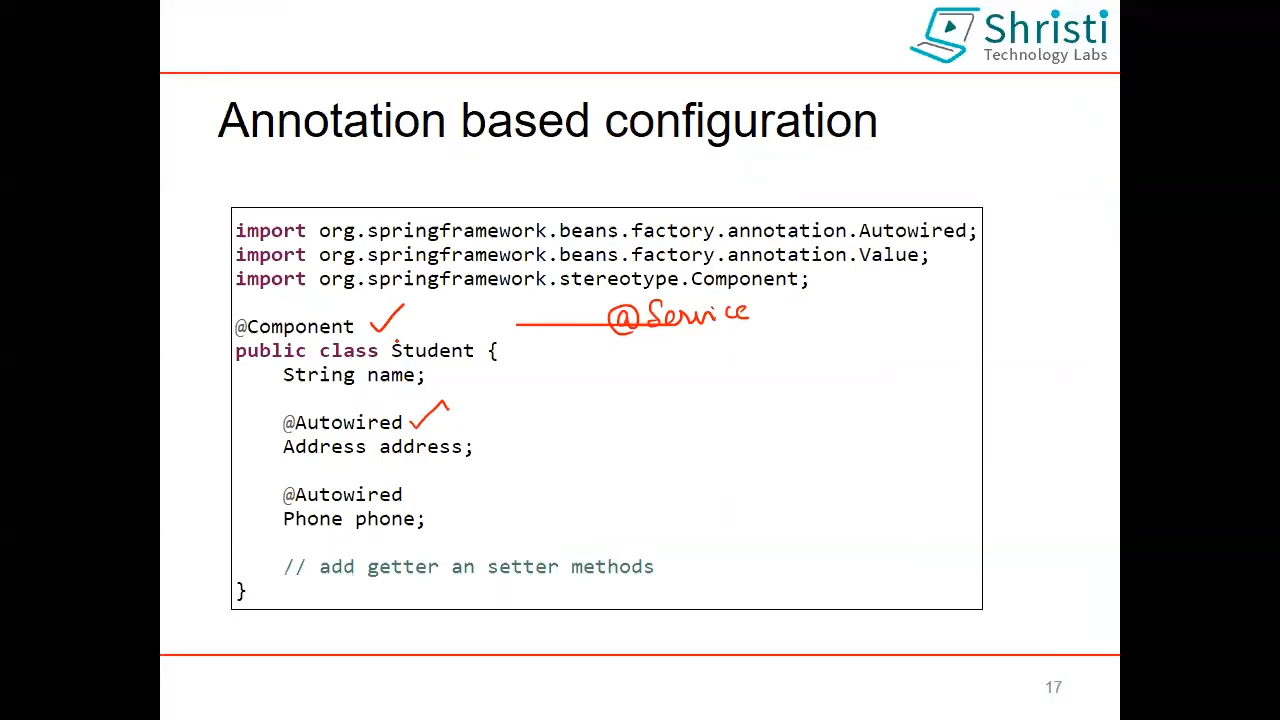 Shristi
Technology Labs
Annotation based configuration
import org.springframework.beans.factory.annotation.Autowired;
import org.springframework.beans.factory.annotation.Value;
import org.springframework.stereotype.Component;
@Component @Service
public class Student {
String name;
@Autowired
Address address;
@Autowired
Phone phone;
// add getter an setter methods
}
17